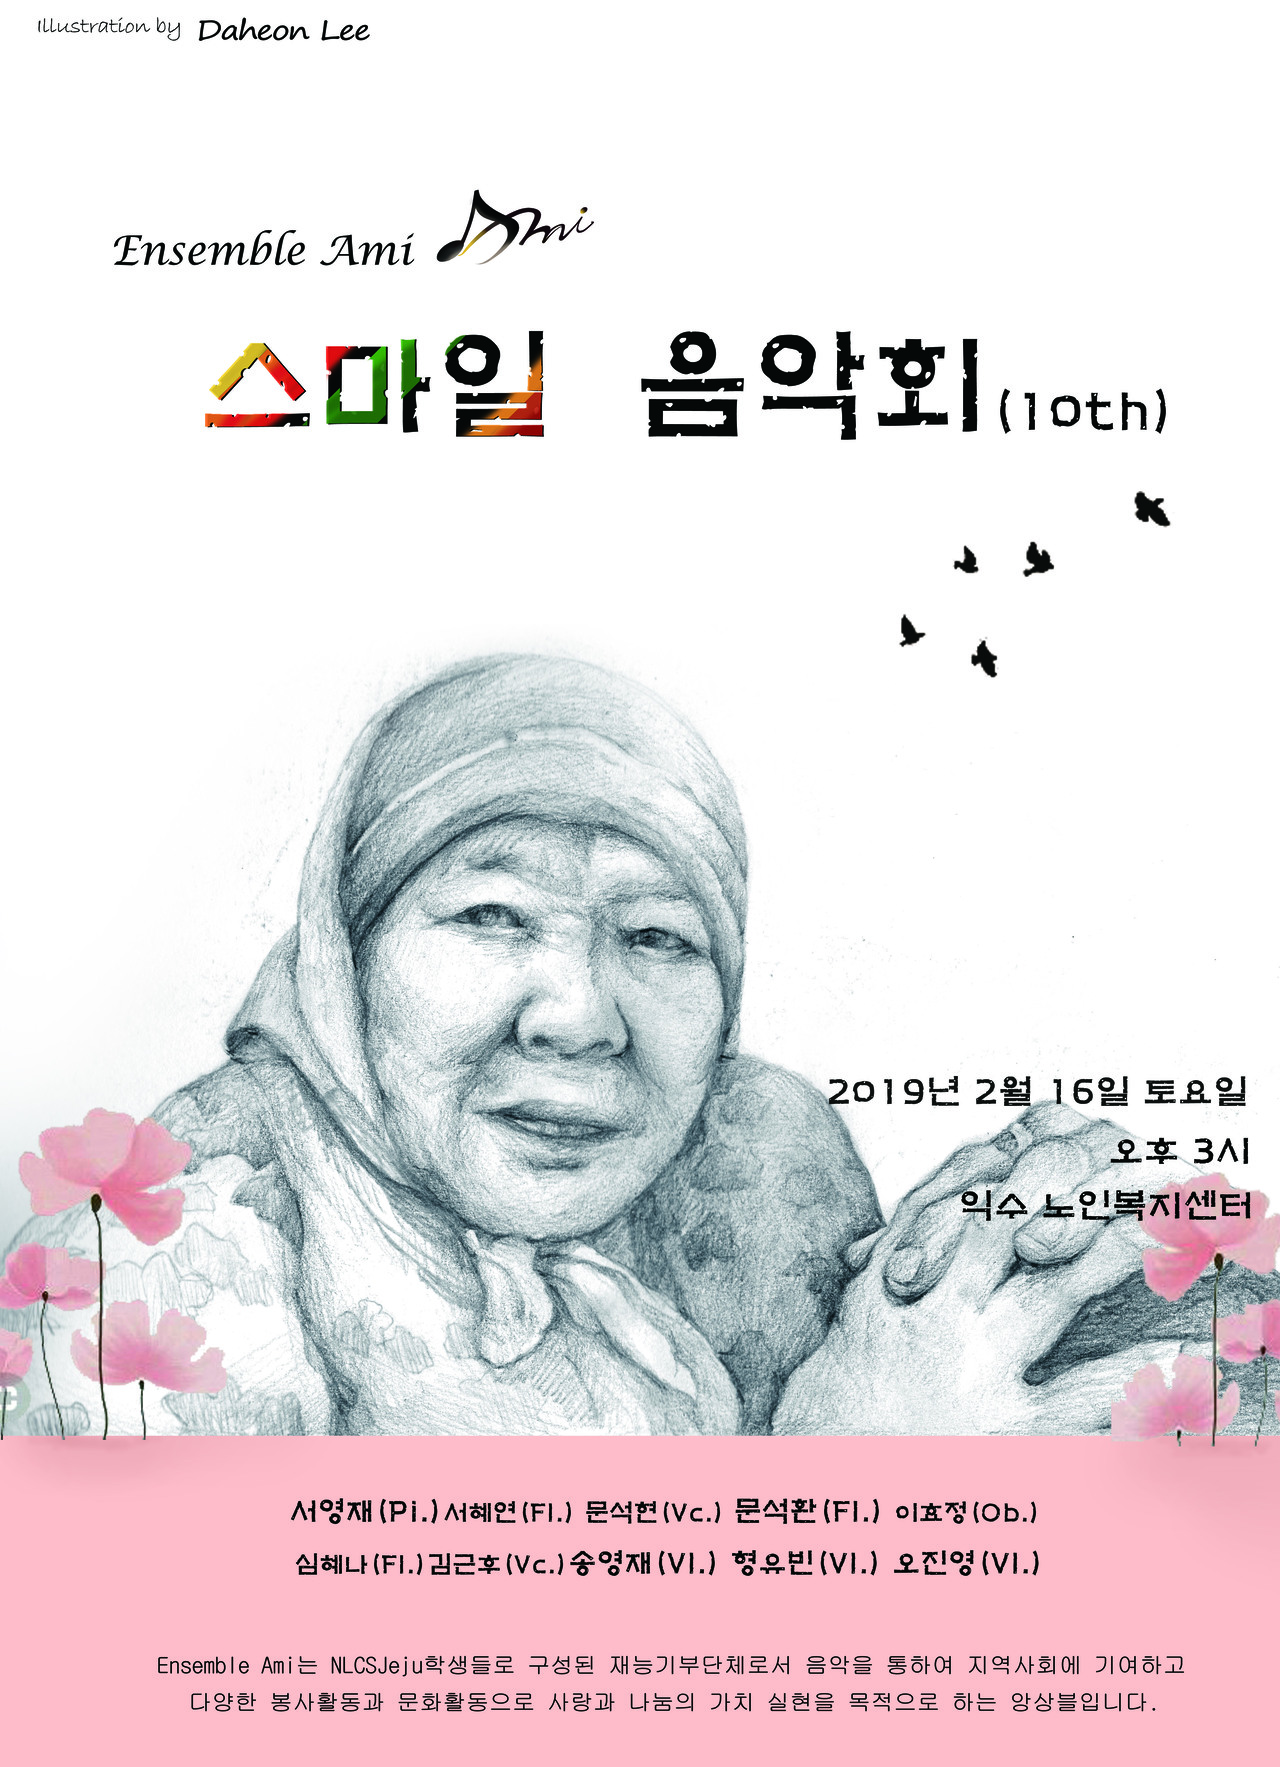 Illustration by Daheon Lee
Ensemble Ami Ami
스마일 음악회(10th)
2019년 2월 16일 토요일
오후 3시
익수 노인복지센터
서영재(Pi.) 서혜연(Fl.) 문석현(Vc.) 문석환(Fl.) 이효정(Ob.)
심혜나(Fl.) 김근후(Vc.) 송영재(Vl.) 형유빈(Vl.) 오진영(Vl.)
Ensemble Ami는 NLCSJeju학생들로 구성된 재능기부단체로서 음악을 통하여 지역사회에 기여하고
다양한 봉사활동과 문화활동으로 사랑과 나눔의 가치 실현을 목적으로 하는 앙상블입니다.